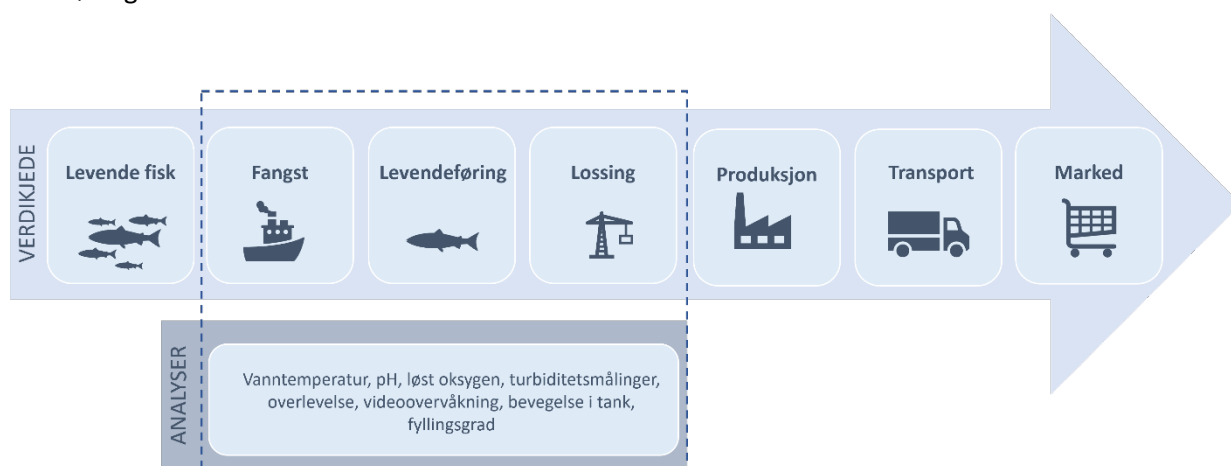 VERDIKJEDE
Levende fisk
Fangst
Levendeføring
Lossing
Produksjon
Transport
Marked
ANALYSER
Vanntemperatur, pH, løst oksygen, turbiditetsmålinger,
overlevelse, videoovervåkning, bevegelse i tank,
fyllingsgrad